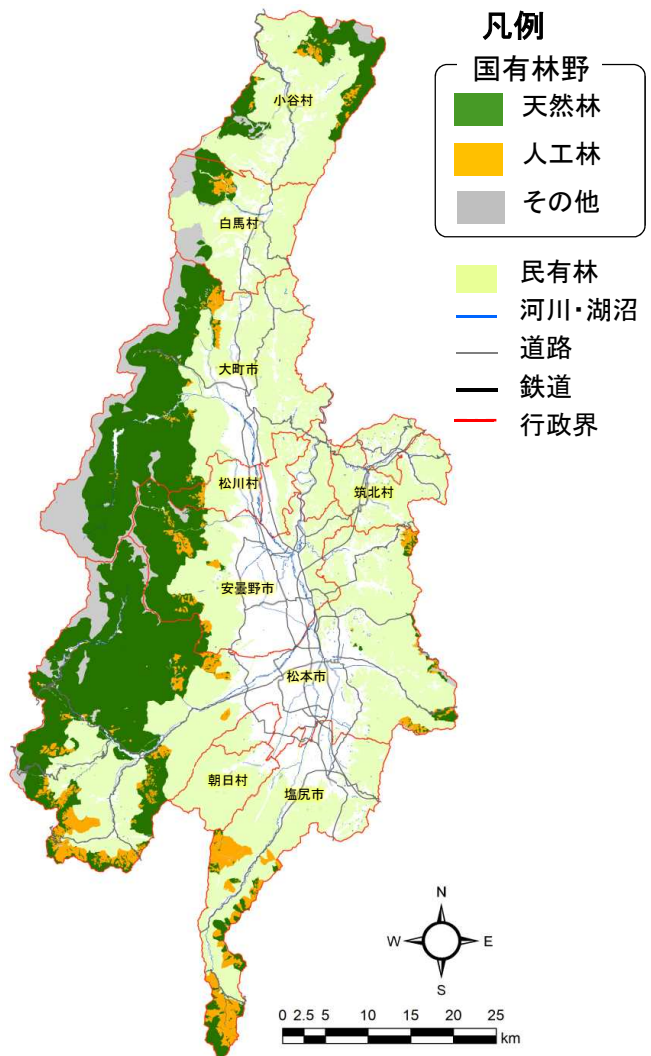 凡例
国有林野
天然林
人工林
その他
民有林
河川・湖沼
道路
鉄道
行政界
小谷村
白馬村
大町市
松川村
筑北村
安曇野市
松本市
朝日村
塩尻市
N
W E
S
0 2.5 5 10 15 20 25
km